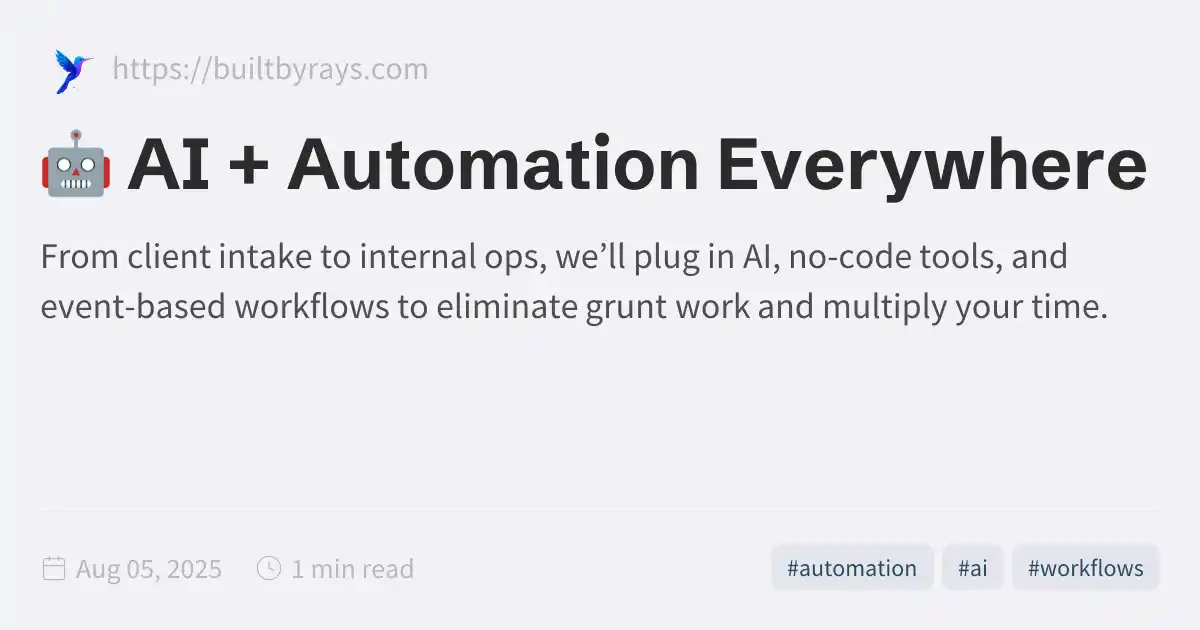 https://builtbyrays.com
🤖 AI + Automation Everywhere
From client intake to internal ops, we’ll plug in AI, no-code tools, and
event-based workflows to eliminate grunt work and multiply your time.
Aug 05, 2025 1 min read #automation #ai #workflows